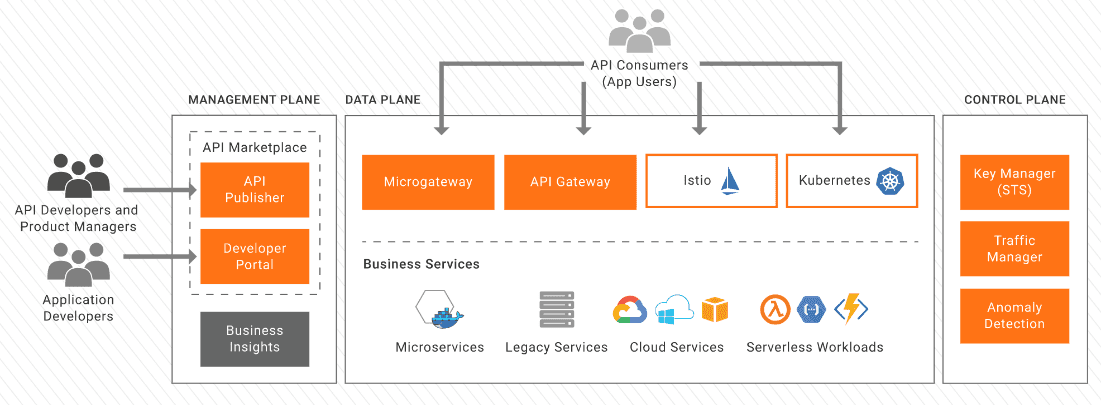 API Consumers
(App Users)
MANAGEMENT PLANE
DATA PLANE
CONTROL PLANE
API Marketplace
API
Publisher
Developer
Portal
Business
Insights
API Developers and
Product Managers
Application
Developers
Microgateway
API Gateway
Istio
Kubernetes
Business Services
Microservices
Legacy Services
Cloud Services
Serverless Workloads
Key Manager
(STS)
Traffic
Manager
Anomaly
Detection